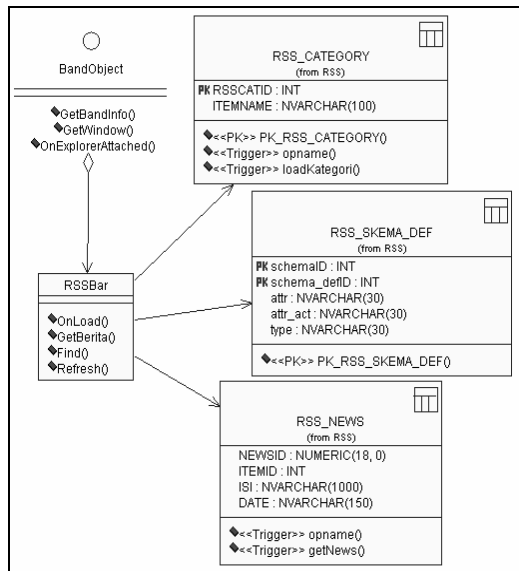 BandObject
GetBandInfo()
GetWindow()
OnExplorerAttached()
RSS_CATEGORY
(from RSS)
PK RSSCATID : INT
ITEMNAME : NVARCHAR(100)
<<PK>> PK_RSS_CATEGORY()
<<Trigger>> opname()
<<Trigger>> loadKategori()
RSSBar
OnLoad()
GetBerita()
Find()
Refresh()
RSS_SKEMA_DEF
(from RSS)
PK schemaID : INT
PK schema_defID : INT
attr : NVARCHAR(30)
attr_act : NVARCHAR(30)
type : NVARCHAR(30)
<<PK>> PK_RSS_SKEMA_DEF()
RSS_NEWS
(from RSS)
NEWSID : NUMERIC(18, 0)
ITEMID : INT
ISI : NVARCHAR(1000)
DATE : NVARCHAR(150)
<<Trigger>> opname()
<<Trigger>> getNews()